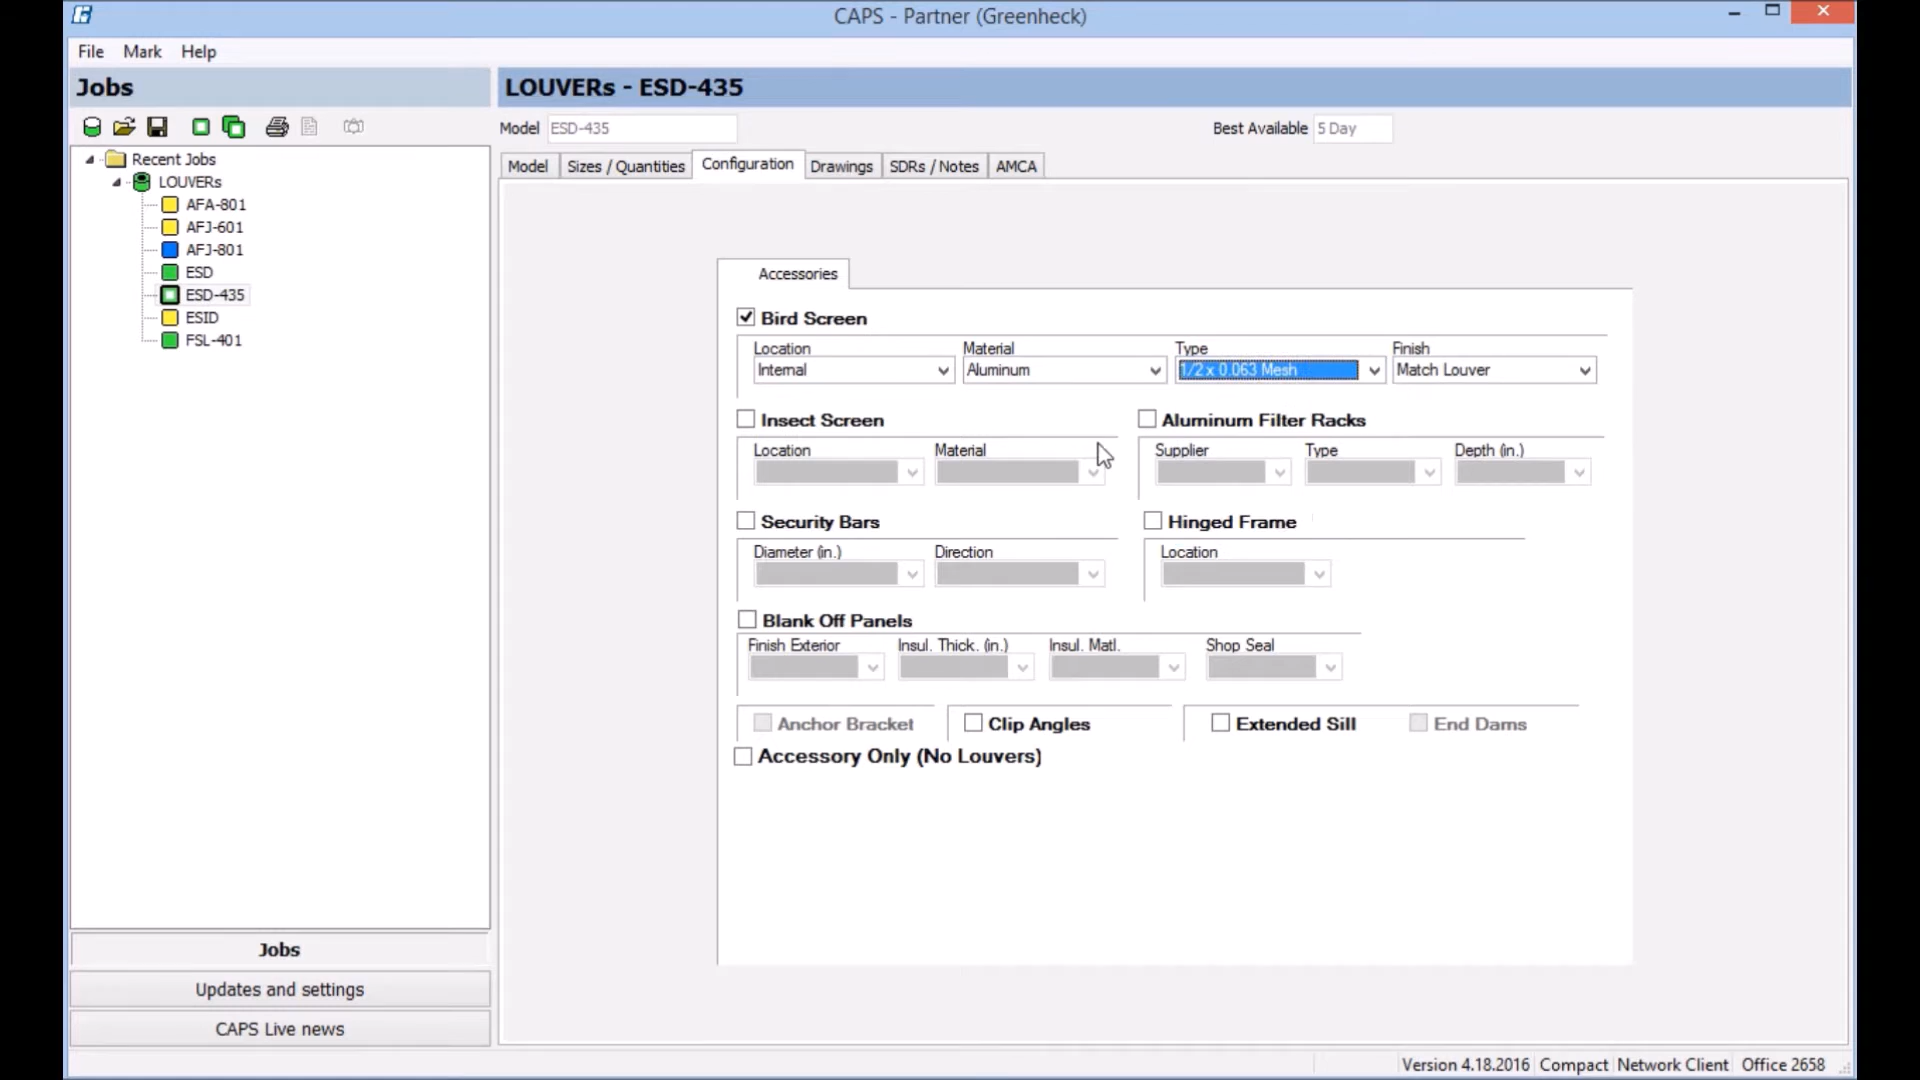 CAPS - Partner (Greenheck)
File Mark Help
Jobs
LOUVERs - ESD-435
Model ESD-435
Best Available 5 Day
Model Sizes / Quantities Configuration Drawings SDRs / Notes AMCA
Recent Jobs
LOUVERs
AFA-801
AFJ-601
AFJ-801
ESD
ESD-435
ESID
FSL-401
Accessories
Bird Screen
Location Material Type Finish
Internal Aluminum 1/2 x 0.063 Mesh Match Louver
Insect Screen Aluminum Filter Racks
Location Material Supplier Type Depth (in.)
Security Bars Hinged Frame
Diameter (in.) Direction Location
Blank Off Panels
Finish Exterior Insul. Thick. (in.) Insul. Matl. Shop Seal
Anchor Bracket Clip Angles Extended Sill End Dams
Accessory Only (No Louvers)
Jobs
Updates and settings
CAPS Live news
Version 4.18.2016 Compact Network Client Office 2658